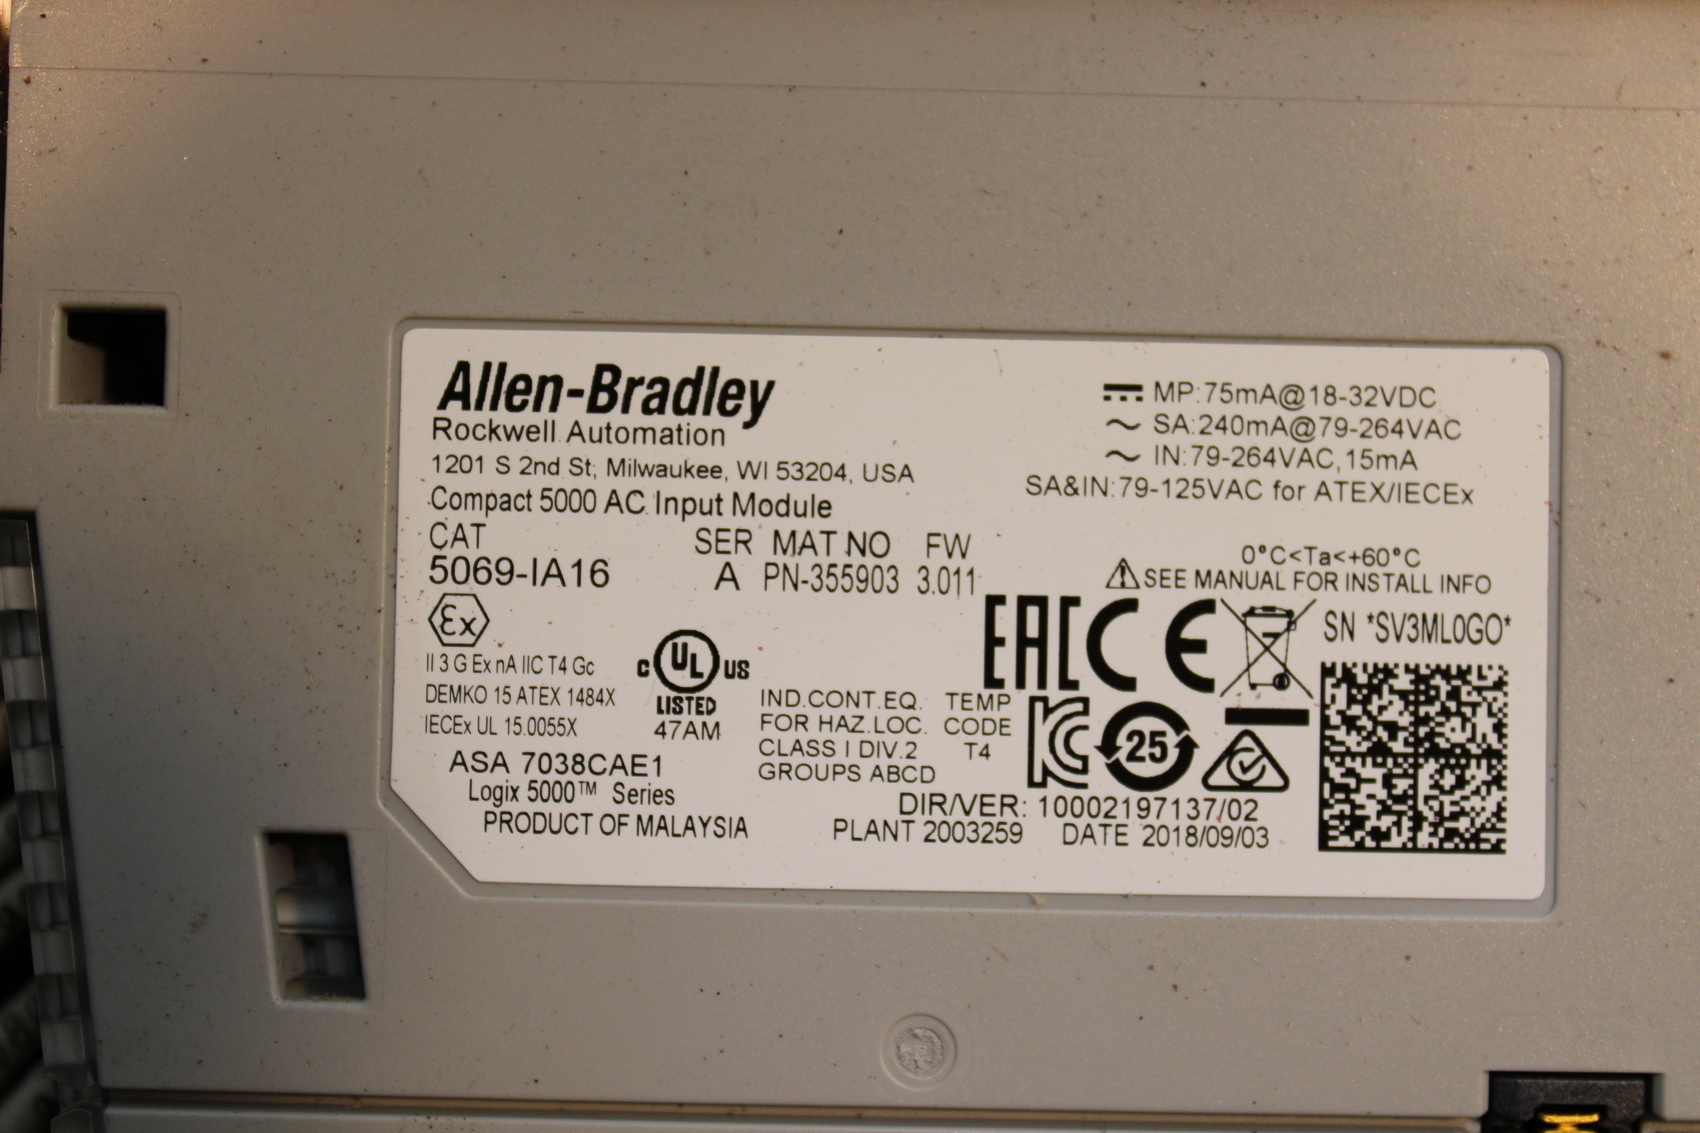 Allen-Bradley
Rockwell Automation
1201 S 2nd St, Milwaukee, WI 53204, USA
Compact 5000 AC Input Module
CAT SER MAT NO FW
5069-IA16 A PN-355903 3.011
MP:75mA@18-32VDC
SA:240mA@79-264VAC
IN:79-264VAC,15mA
SA&IN:79-125VAC for ATEX/IECEx
0°C<Ta<+60°C
SEE MANUAL FOR INSTALL INFO
Ex
II 3 G Ex nA IIC T4 Gc
DEMKO 15 ATEX 1484X
IECEx UL 15.0055X
C UL US
LISTED
47AM
EAC CE
SN *SV3ML0GO*
IND.CONT.EQ. TEMP
FOR HAZ.LOC. CODE
CLASS I DIV.2 T4
GROUPS ABCD
KC 25
ASA 7038CAE1
Logix 5000™ Series
PRODUCT OF MALAYSIA
DIR/VER: 10002197137/02
PLANT 2003259 DATE 2018/09/03